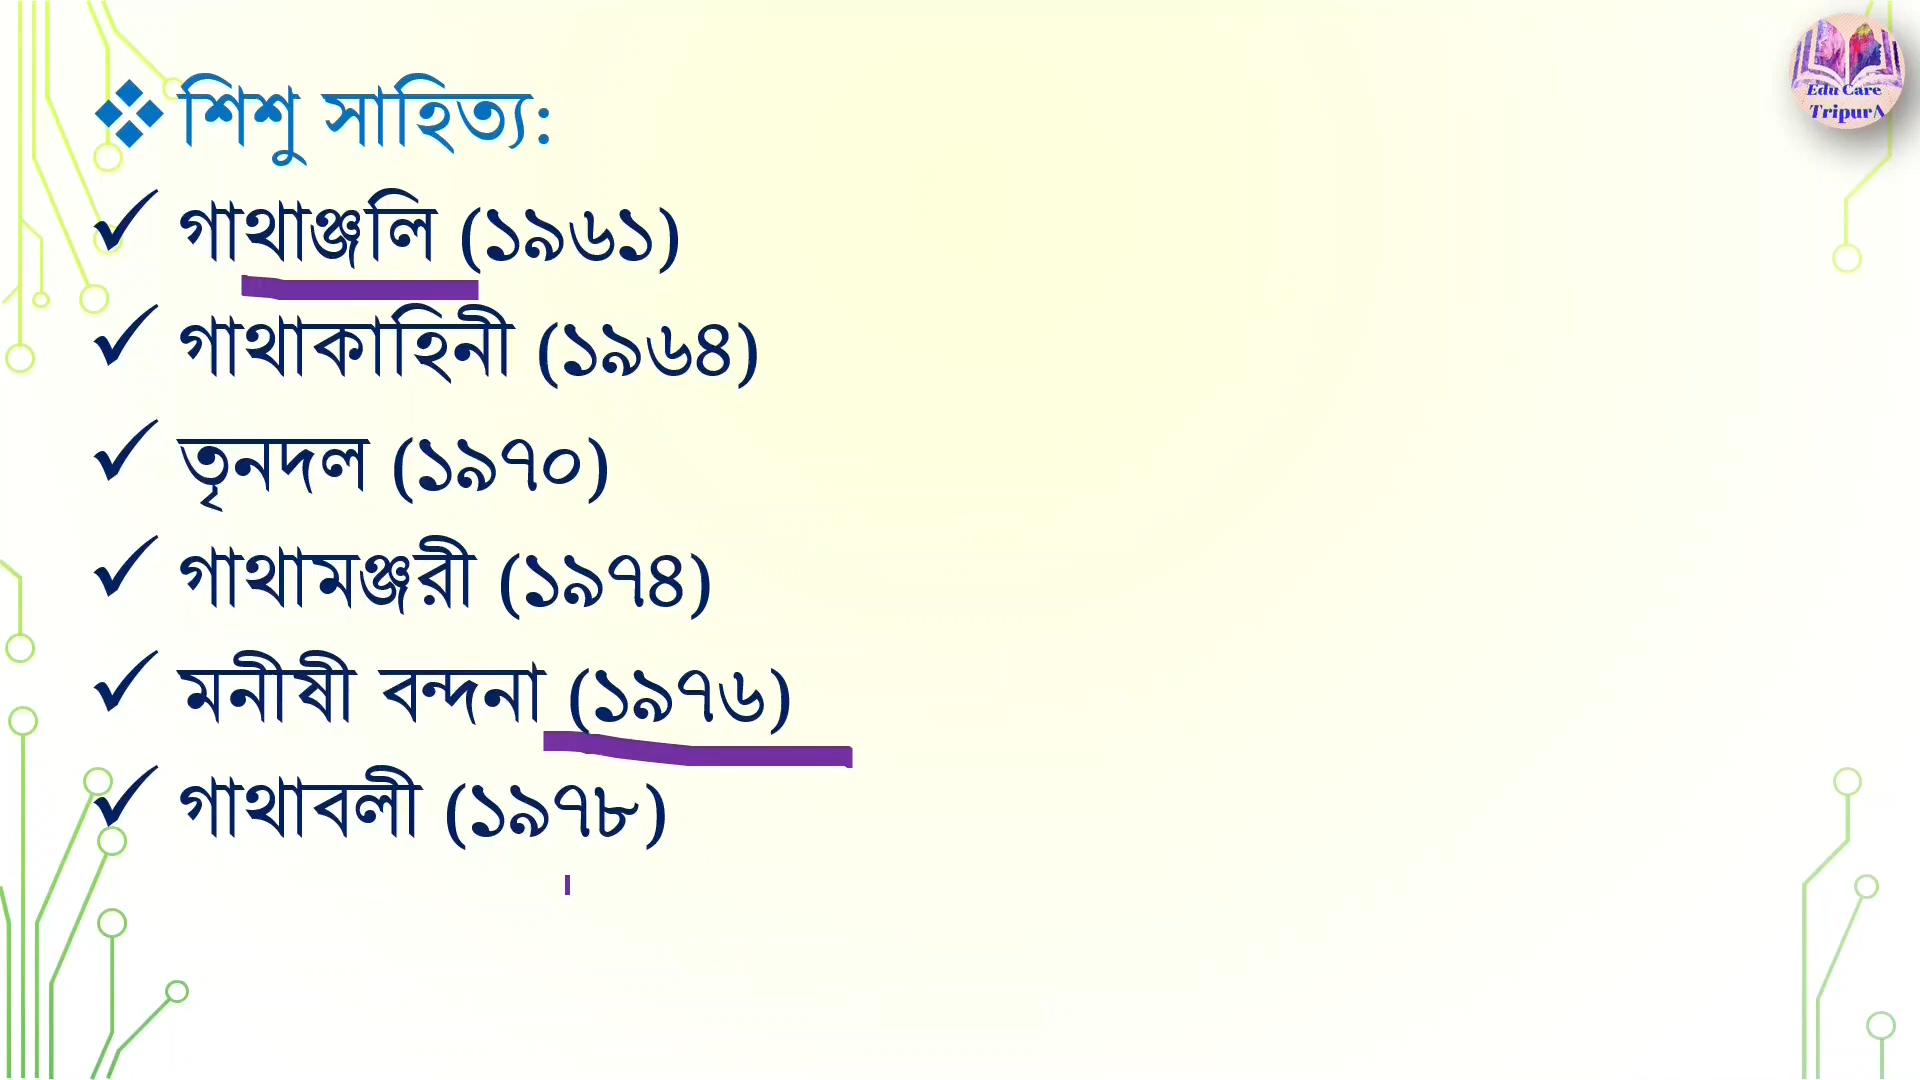 শিশু সাহিত্য:
গাথাঞ্জলি (১৯৬১)
গাথাকাহিনী (১৯৬৪)
তৃনদল (১৯৭০)
গাথামঞ্জরী (১৯৭৪)
মনীষী বন্দনা (১৯৭৬)
গাথাবলী (১৯৭৮)
Edu Care
TripurA